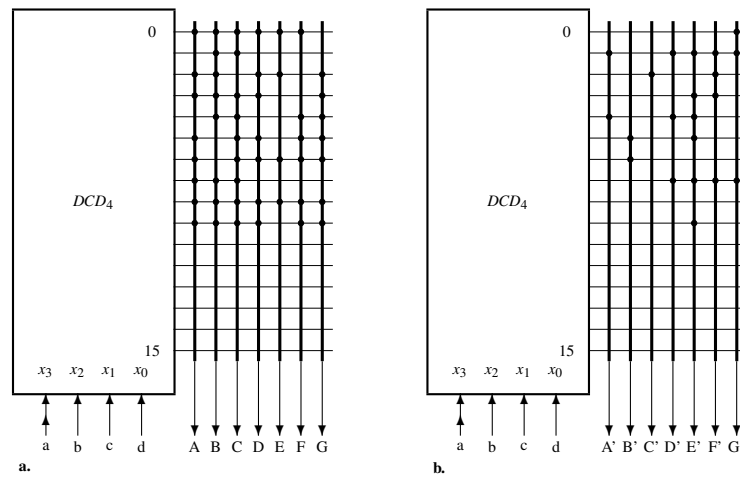 0
DCD4
15
x3 x2 x1 x0
a b c d A B C D E F G
a.
0
DCD4
15
x3 x2 x1 x0
a b c d A' B' C' D' E' F' G
b.